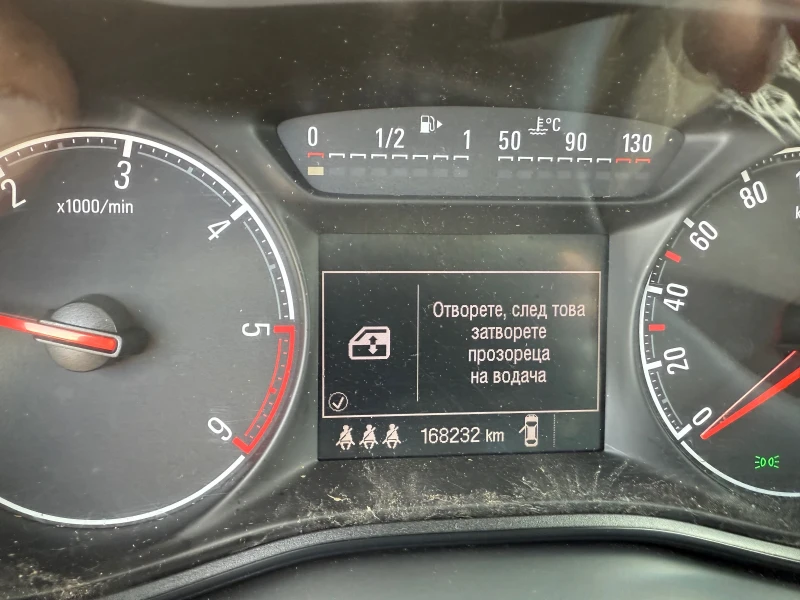 0 1/2 1 50 90 130
°C
2 3 4 5 6
x1000/min
Отворете, след това
затворете
прозореца
на водача
168232 km
0 20 40 60 80